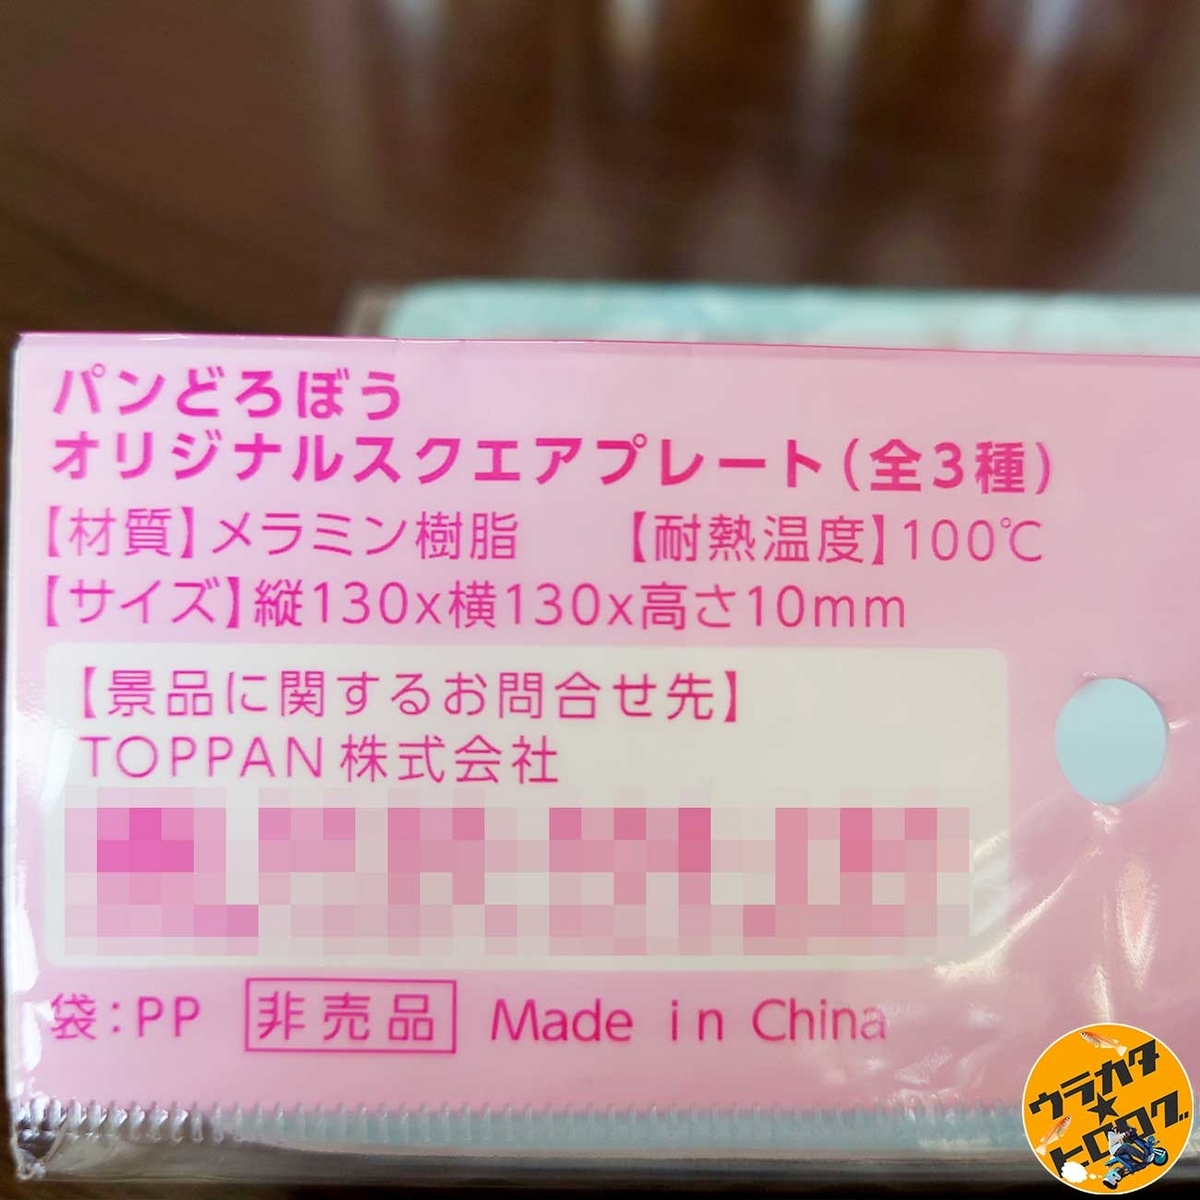 パンどろぼう
オリジナルスクエアプレート(全3種)
【材質】メラミン樹脂 【耐熱温度】100℃
【サイズ】縦130x横130x高さ10mm
【景品に関するお問合せ先】
TOPPAN株式会社
袋:PP 非売品 Made in China
ウラカタ
★
ヒロログ